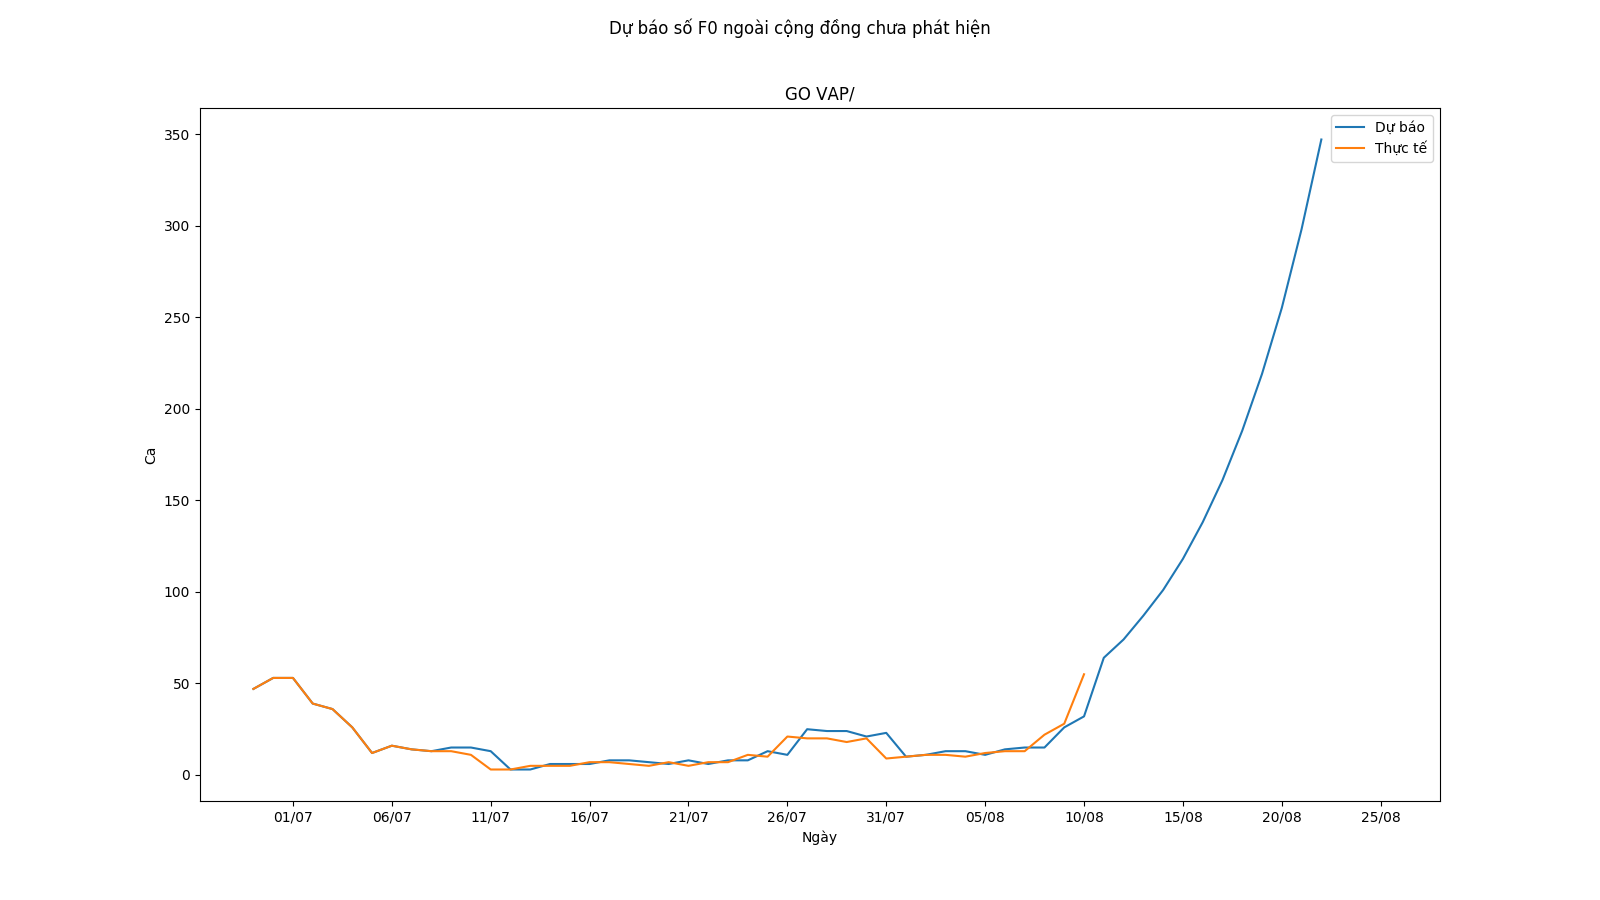 Dự báo số F0 ngoài cộng đồng chưa phát hiện
GO VAP/
Dự báo
Thực tế
350
300
250
200
150
100
50
0
Ca
01/07 06/07 11/07 16/07 21/07 26/07 31/07 05/08 10/08 15/08 20/08 25/08
Ngày